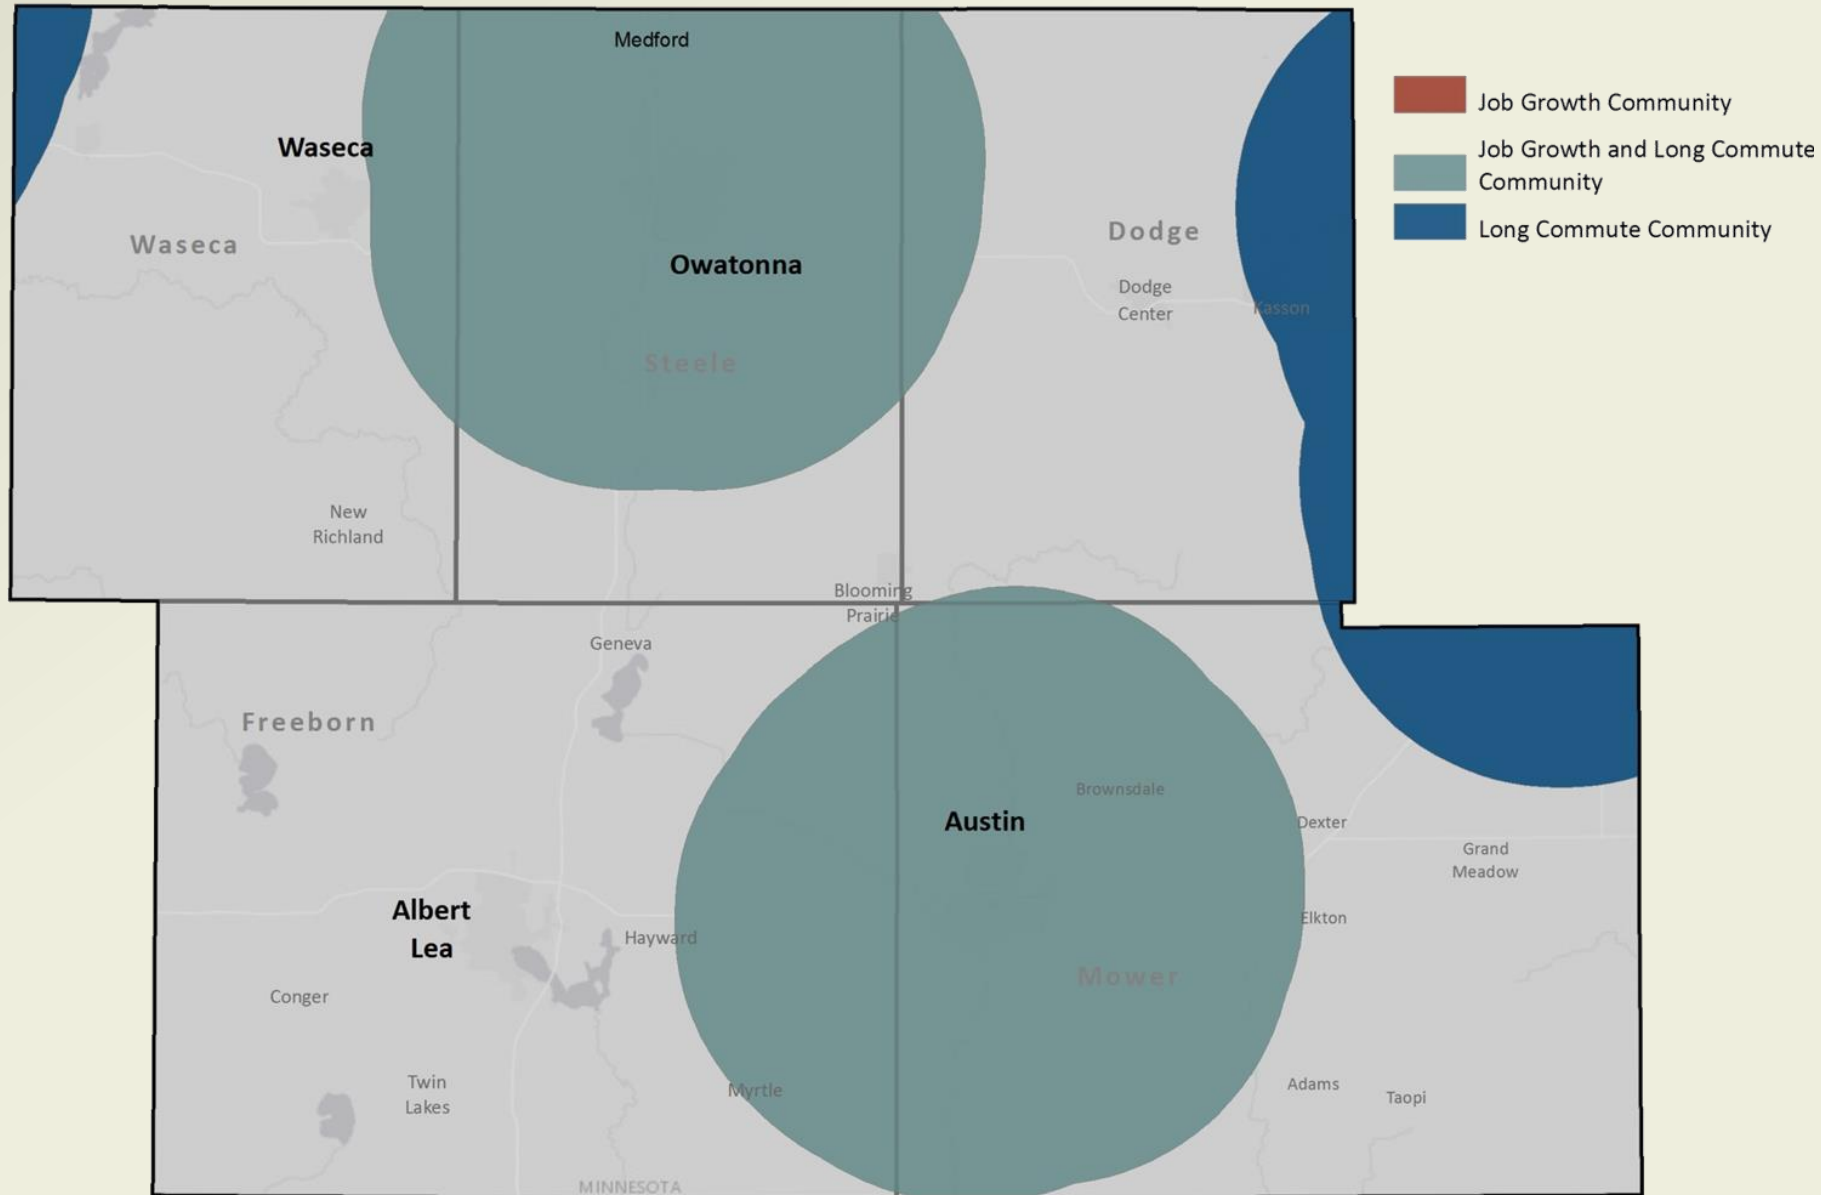 Medford
Job Growth Community
Job Growth and Long Commute
Community
Long Commute Community
Waseca
Waseca
Owatonna
Dodge
Dodge
Center
Kasson
Steele
New
Richland
Blooming
Prairie
Geneva
Freeborn
Brownsdale
Austin
Dexter
Grand
Meadow
Albert
Lea
Hayward
Elkton
Mower
Conger
Twin
Lakes
Myrtle
Adams
Taopi
MINNESOTA